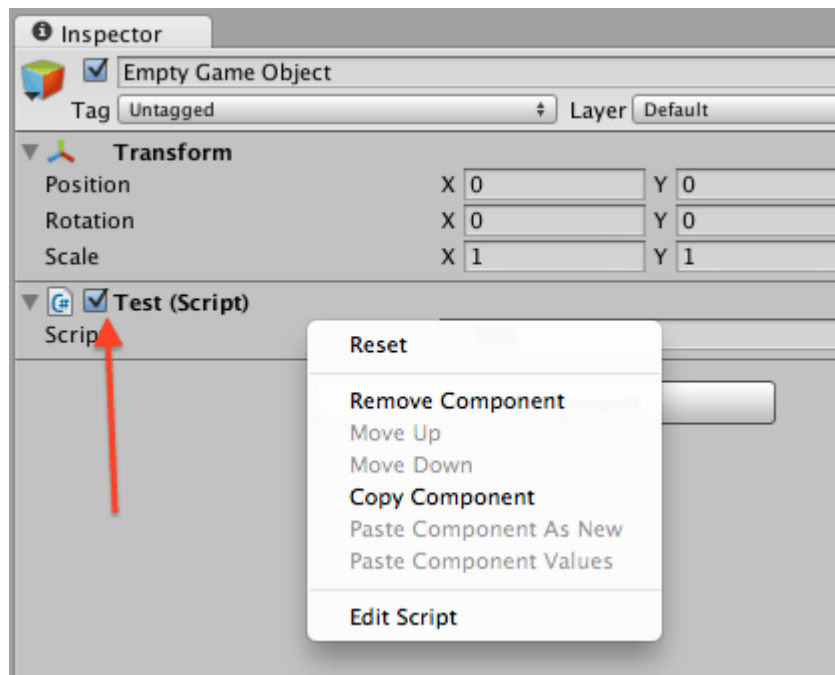 Inspector
Empty Game Object
Tag Untagged Layer Default
Transform
Position X 0 Y 0
Rotation X 0 Y 0
Scale X 1 Y 1
C# Test (Script)
Script Test
Reset
Remove Component
Move Up
Move Down
Copy Component
Paste Component As New
Paste Component Values
Edit Script